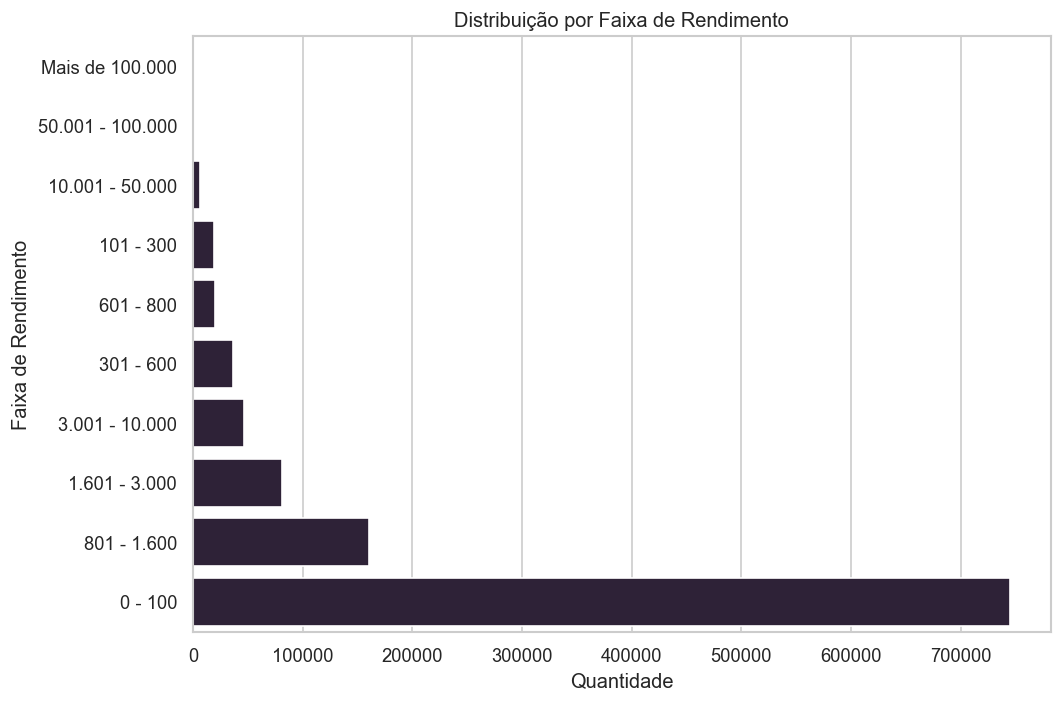 Distribuição por Faixa de Rendimento
Faixa de Rendimento
Mais de 100.000
50.001 - 100.000
10.001 - 50.000
101 - 300
601 - 800
301 - 600
3.001 - 10.000
1.601 - 3.000
801 - 1.600
0 - 100
0 100000 200000 300000 400000 500000 600000 700000
Quantidade